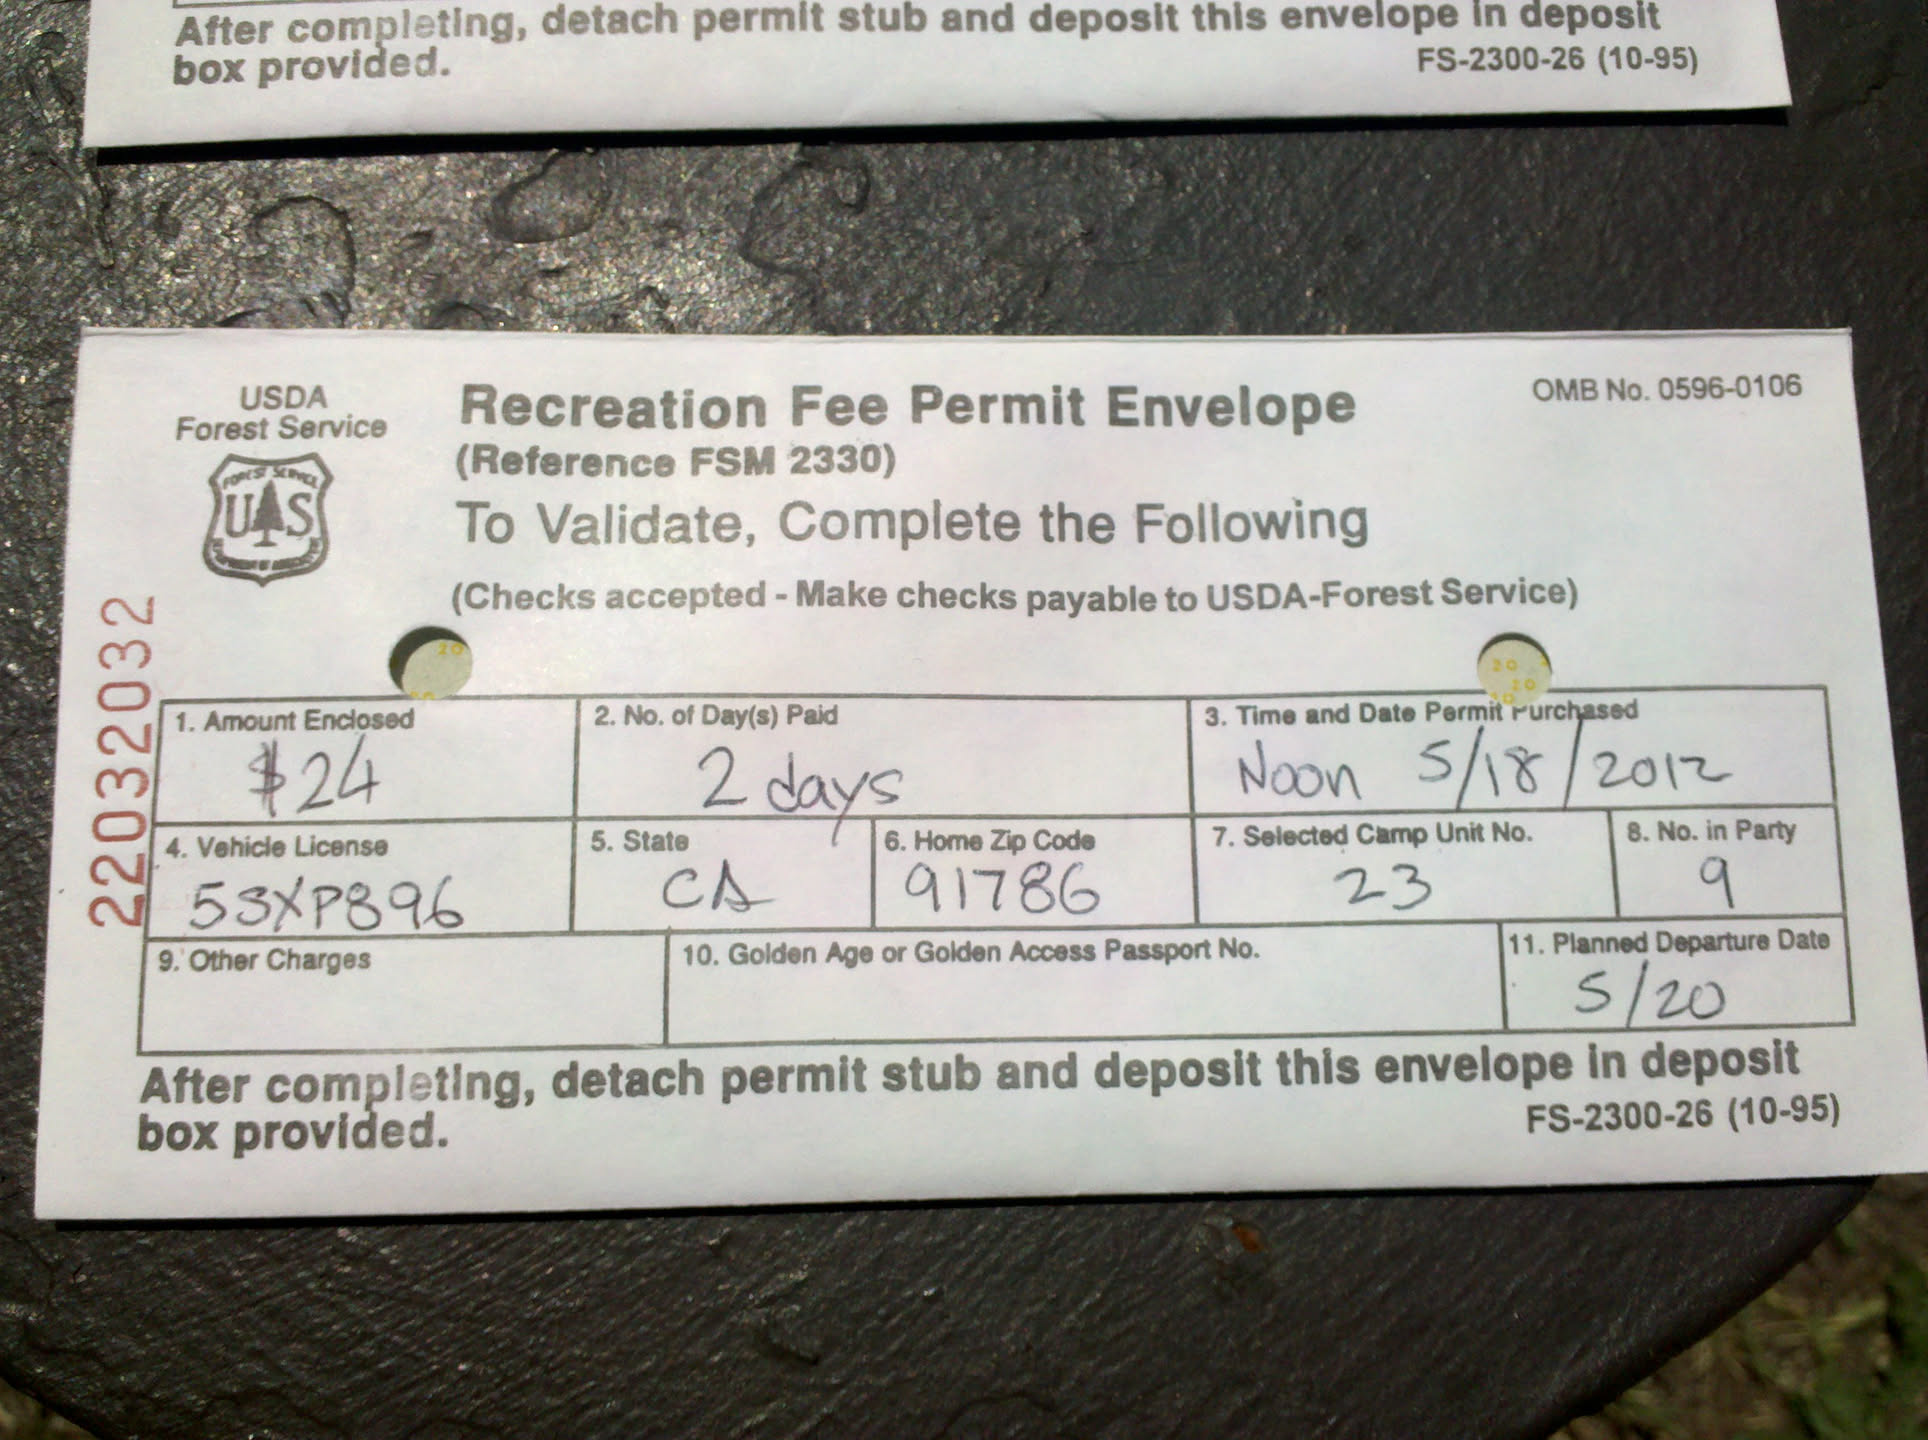 After completing, detach permit stub and deposit this envelope in deposit
box provided.
FS-2300-26 (10-95)
USDA
Forest Service
FOREST SERVICE
U S
Recreation Fee Permit Envelope
OMB No. 0596-0106
(Reference FSM 2330)
To Validate, Complete the Following
(Checks accepted - Make checks payable to USDA-Forest Service)
22032032
1. Amount Enclosed
$24
2. No. of Day(s) Paid
2 days
3. Time and Date Permit Purchased
Noon 5/18/2012
4. Vehicle License
5SXP896
5. State
CA
6. Home Zip Code
91786
7. Selected Camp Unit No.
23
8. No. in Party
9
9. Other Charges
10. Golden Age or Golden Access Passport No.
11. Planned Departure Date
5/20
After completing, detach permit stub and deposit this envelope in deposit
box provided.
FS-2300-26 (10-95)